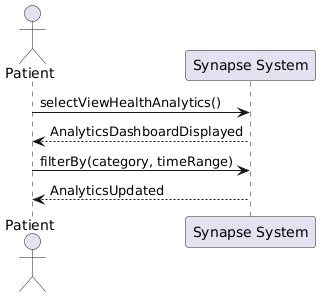 Patient
Synapse System
selectViewHealthAnalytics()
AnalyticsDashboardDisplayed
filterBy(category, timeRange)
AnalyticsUpdated
Patient
Synapse System